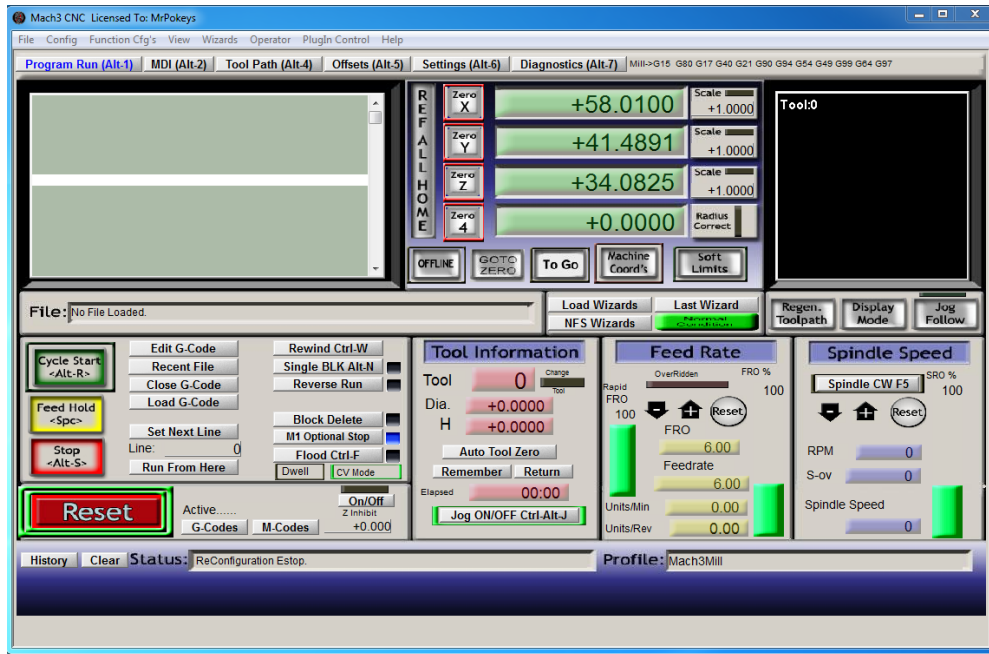 Mach3 CNC Licensed To: MrPokeys
File Config Function Cfg's View Wizards Operator PlugIn Control Help
Program Run (Alt-1) MDI (Alt-2) Tool Path (Alt-4) Offsets (Alt-5) Settings (Alt-6) Diagnostics (Alt-7) Mill->G15 G80 G17 G40 G21 G90 G94 G54 G49 G99 G64 G97
REF ALL HOME
Zero X +58.0100 Scale +1.0000
Zero Y +41.4891 Scale +1.0000
Zero Z +34.0825 Scale +1.0000
Zero 4 +0.0000 Radius Correct
OFFLINE GOTO ZERO To Go Machine Coord's Soft Limits
Tool:0
File: No File Loaded.
Load Wizards Last Wizard
NFS Wizards Normal Condition
Regen. Toolpath Display Mode Jog Follow
Cycle Start <Alt-R>
Feed Hold <Spc>
Stop <Alt-S>
Edit G-Code
Recent File
Close G-Code
Load G-Code
Set Next Line
Line: 0
Run From Here
Rewind Ctrl-W
Single BLK Alt-N
Reverse Run
Block Delete
M1 Optional Stop
Flood Ctrl-F
Dwell CV Mode
Reset
Active......
G-Codes M-Codes
On/Off
Z Inhibit
+0.000
Tool Information
Tool 0 Change Tool
Dia. +0.0000
H +0.0000
Auto Tool Zero
Remember Return
Elapsed 00:00
Jog ON/OFF Ctrl-Alt-J
Feed Rate
OverRidden FRO %
100
Rapid FRO
100
Reset
FRO
6.00
Feedrate
6.00
Units/Min 0.00
Units/Rev 0.00
Spindle Speed
Spindle CW F5
SRO %
100
Reset
RPM 0
S-ov 0
Spindle Speed
0
History Clear Status: ReConfiguration Estop.
Profile: Mach3Mill